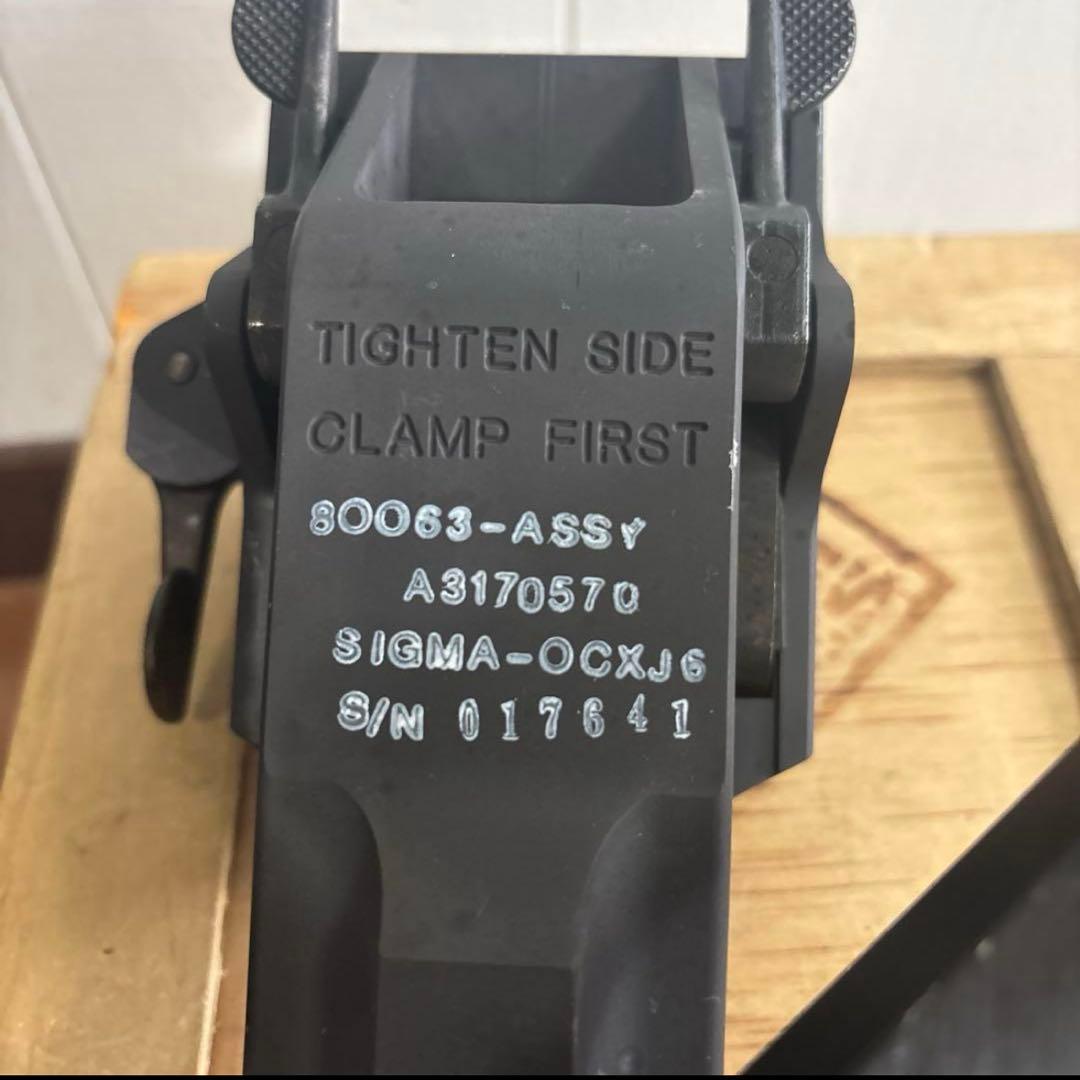 TIGHTEN SIDE
CLAMP FIRST
80063-ASSY
A3170570
SIGMA-OCXJ6
S/N 017641